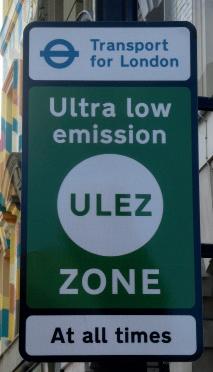 Transport
for London
Ultra low
emission
ULEZ
ZONE
At all times